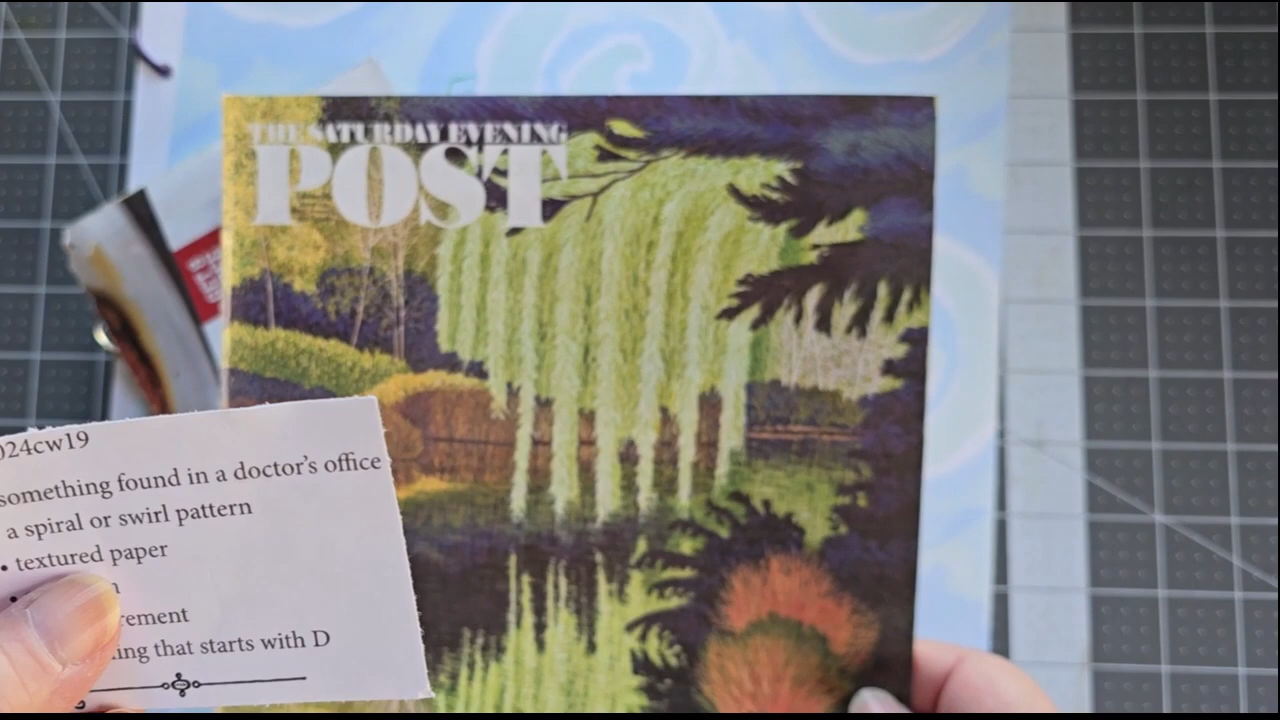 THE SATURDAY EVENING
POST
024cw19
something found in a doctor's office
a spiral or swirl pattern
• textured paper
•
rement
ing that starts with D